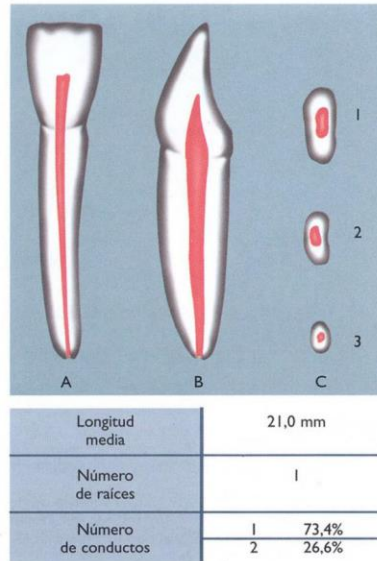 1
2
3
A B C
Longitud media 21,0 mm
Número de raíces 1
Número de conductos 1 73,4%
2 26,6%